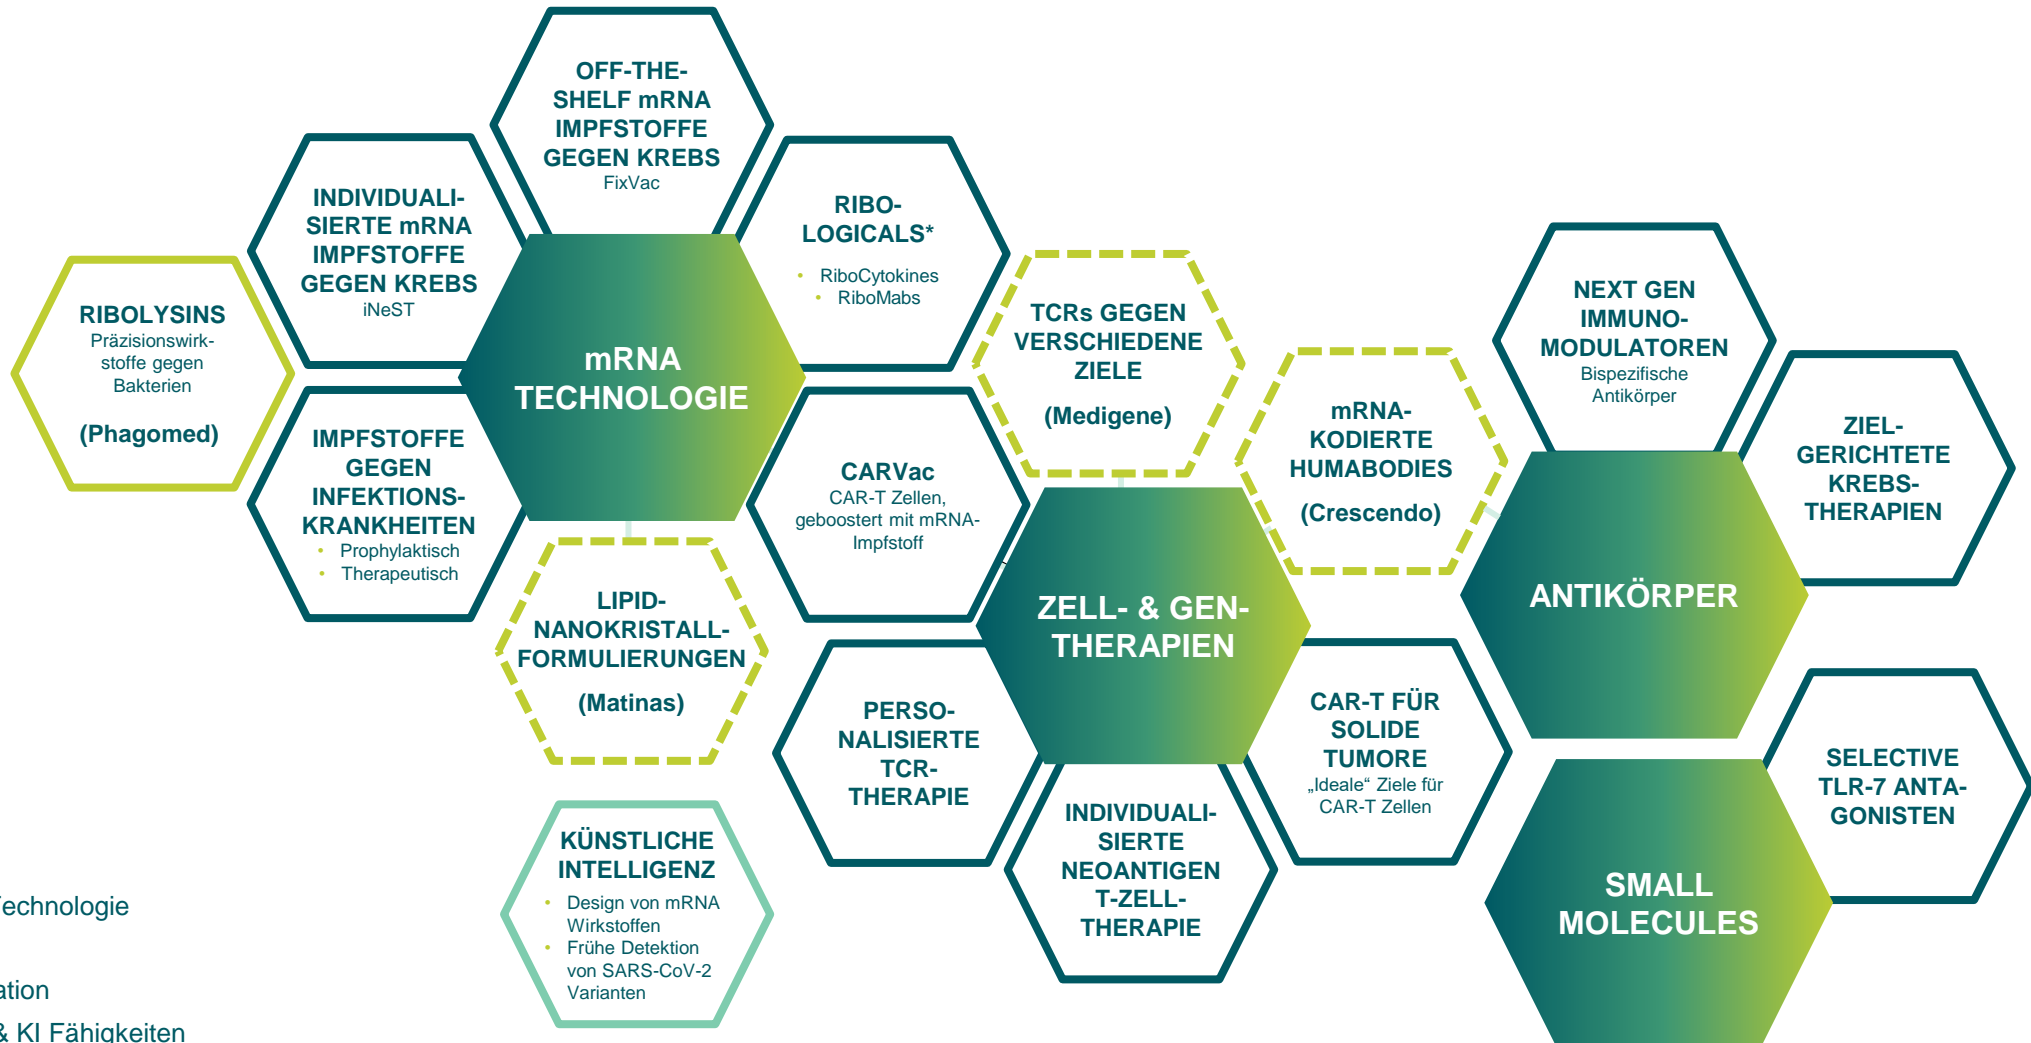 OFF-THE-
SHELF mRNA
IMPFSTOFFE
GEGEN KREBS
FixVac
INDIVIDUALI-
SIERTE mRNA
IMPFSTOFFE
GEGEN KREBS
iNeST
RIBO-
LOGICALS*
• RiboCytokines
• RiboMabs
RIBOLYSINS
Präzisionswirk-
stoffe gegen
Bakterien
(Phagomed)
mRNA
TECHNOLOGIE
TCRs GEGEN
VERSCHIEDENE
ZIELE
(Medigene)
NEXT GEN
IMMUNO-
MODULATOREN
Bispezifische
Antikörper
mRNA-
KODIERTE
HUMABODIES
(Crescendo)
ZIEL-
GERICHTETE
KREBS-
THERAPIEN
IMPFSTOFFE
GEGEN
INFEKTIONS-
KRANKHEITEN
• Prophylaktisch
• Therapeutisch
CARVac
CAR-T Zellen,
geboostert mit mRNA-
Impfstoff
LIPID-
NANOKRISTALL-
FORMULIERUNGEN
(Matinas)
ZELL- & GEN-
THERAPIEN
ANTIKÖRPER
PERSO-
NALISIERTE
TCR-
THERAPIE
CAR-T FÜR
SOLIDE
TUMORE
„Ideale“ Ziele für
CAR-T Zellen
SELECTIVE
TLR-7 ANTA-
GONISTEN
INDIVIDUALI-
SIERTE
NEOANTIGEN
T-ZELL-
THERAPIE
KÜNSTLICHE
INTELLIGENZ
• Design von mRNA
Wirkstoffen
• Frühe Detektion
von SARS-CoV-2
Varianten
SMALL
MOLECULES
echnologie
ation
& KI Fähigkeiten